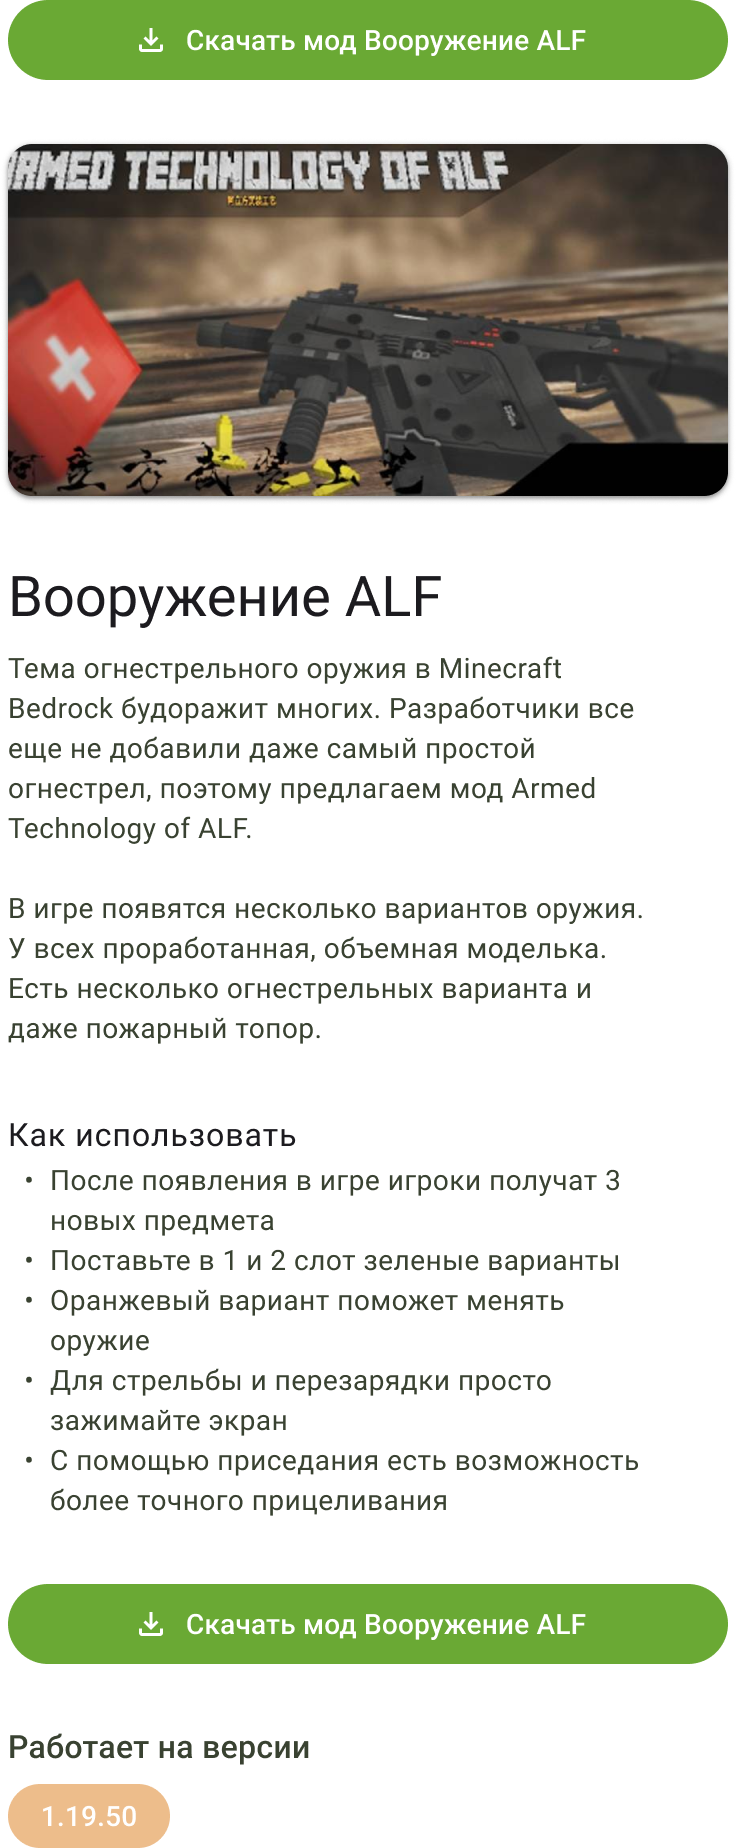 Скачать мод Вооружение ALF
ARMED TECHNOLOGY OF ALF
Вооружение ALF
Тема огнестрельного оружия в Minecraft
Bedrock будоражит многих. Разработчики все
еще не добавили даже самый простой
огнестрел, поэтому предлагаем мод Armed
Technology of ALF.
В игре появятся несколько вариантов оружия.
У всех проработанная, объемная моделька.
Есть несколько огнестрельных варианта и
даже пожарный топор.
Как использовать
• После появления в игре игроки получат 3
новых предмета
• Поставьте в 1 и 2 слот зеленые варианты
• Оранжевый вариант поможет менять
оружие
• Для стрельбы и перезарядки просто
зажимайте экран
• С помощью приседания есть возможность
более точного прицеливания
Скачать мод Вооружение ALF
Работает на версии
1.19.50